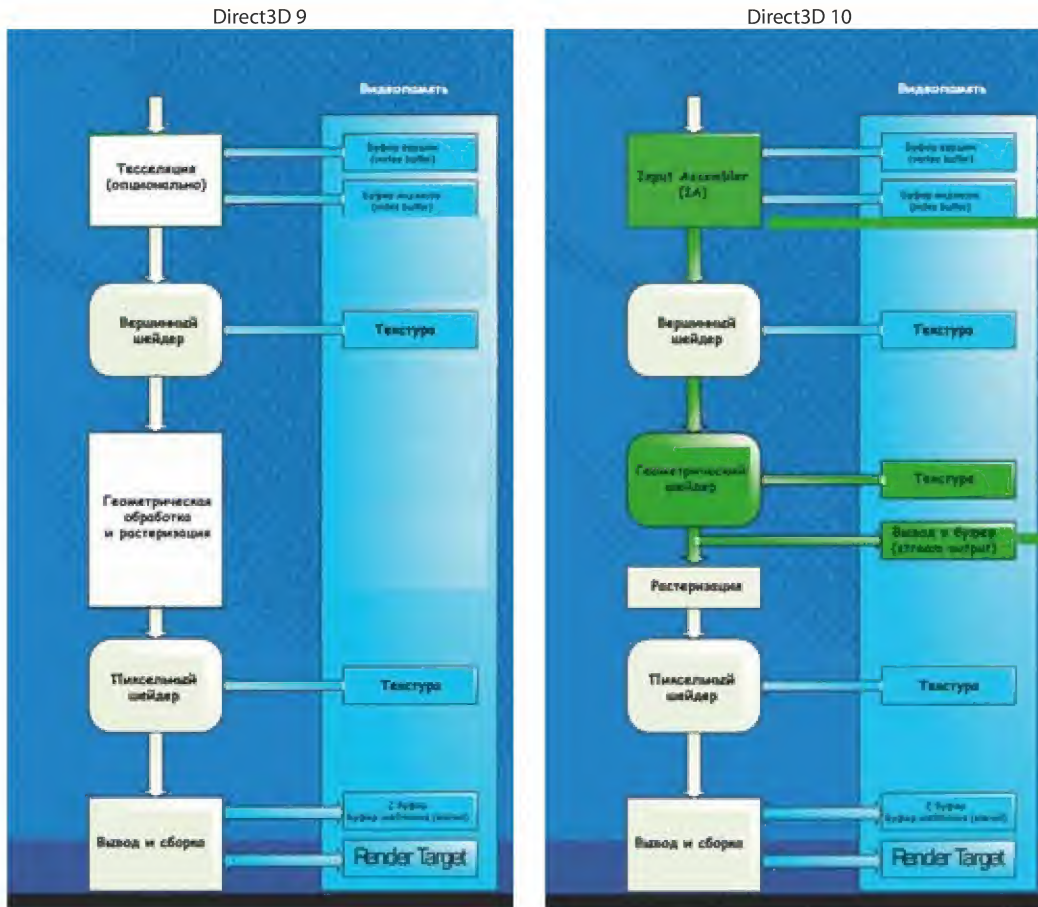 Direct3D 9
Видеопамять
Тесселяция
(опционально)
Буфер вершин
(vertex buffer)
Буфер индексов
(index buffer)
Вершинный
шейдер
Текстура
Геометрическая
обработка
и растеризация
Пиксельный
шейдер
Текстура
Вывод и сборка
Z буфер
буфер шаблонов (stencil)
Render Target
Direct3D 10
Видеопамять
Input Assembler
(IA)
Буфер вершин
(vertex buffer)
Буфер индексов
(index buffer)
Вершинный
шейдер
Текстура
Геометрический
шейдер
Текстура
Вывод в буфер
(stream output)
Растеризация
Пиксельный
шейдер
Текстура
Вывод и сборка
Z буфер
буфер шаблонов (stencil)
Render Target